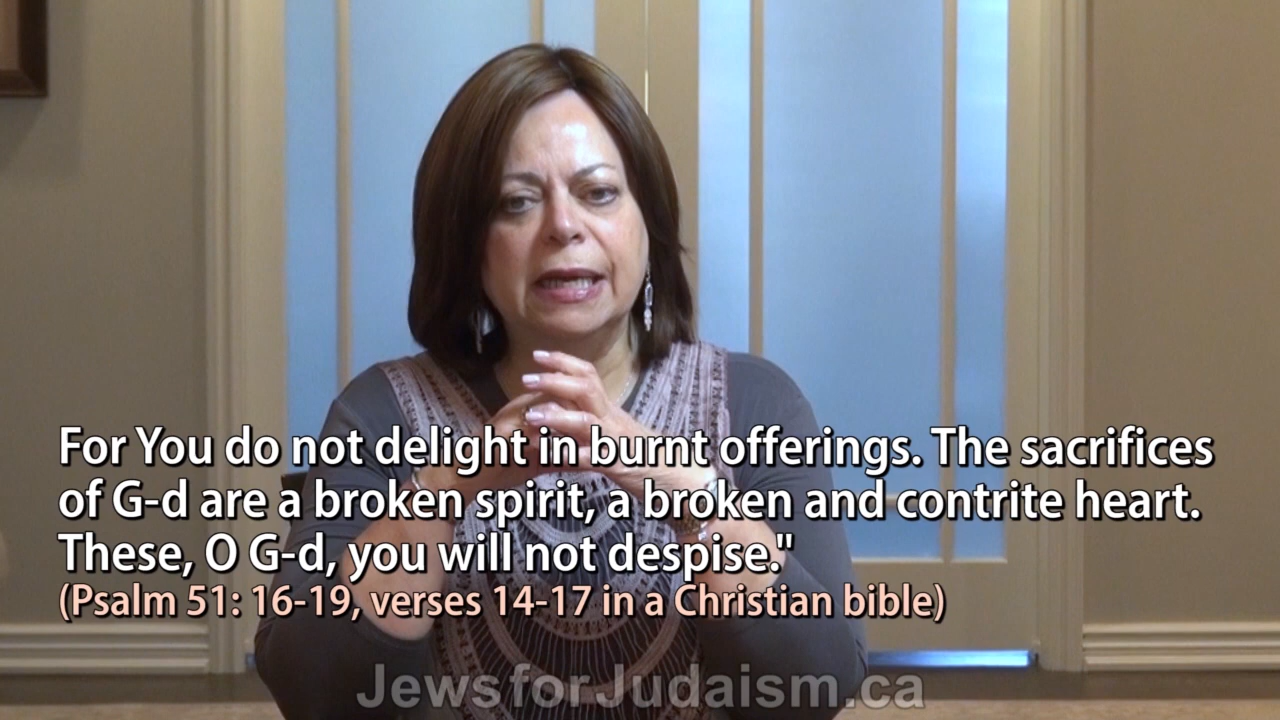 For You do not delight in burnt offerings. The sacrifices
of G-d are a broken spirit, a broken and contrite heart.
These, O G-d, you will not despise."
(Psalm 51: 16-19, verses 14-17 in a Christian bible)
JewsforJudaism.ca